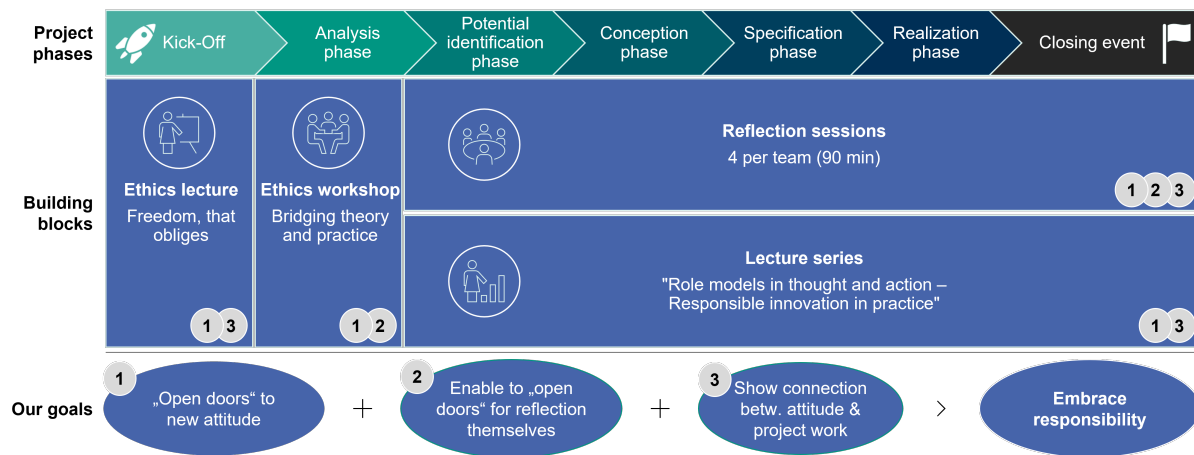 Project
phases
Kick-Off
Analysis
phase
Potential
identification
phase
Conception
phase
Specification
phase
Realization
phase
Closing event
Building
blocks
Ethics lecture
Freedom, that
obliges
1 3
Ethics workshop
Bridging theory
and practice
1 2
Reflection sessions
4 per team (90 min)
1 2 3
Lecture series
"Role models in thought and action –
Responsible innovation in practice"
1 3
Our goals
1
„Open doors“ to
new attitude
+
2
Enable to „open
doors“ for reflection
themselves
+
3
Show connection
betw. attitude &
project work
>
Embrace
responsibility